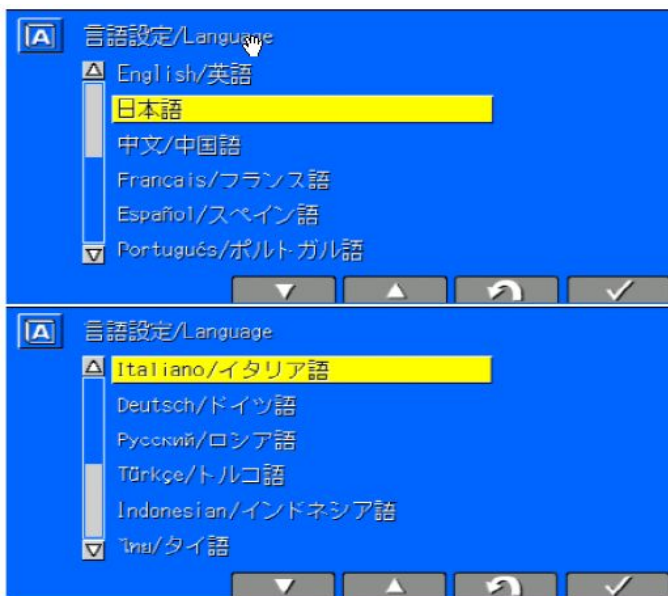 A 言語設定/Language
English/英語
日本語
中文/中国語
Francais/フランス語
Español/スペイン語
Português/ポルトガル語
A 言語設定/Language
Italiano/イタリア語
Deutsch/ドイツ語
Русский/ロシア語
Türkçe/トルコ語
Indonesian/インドネシア語
ไทย/タイ語